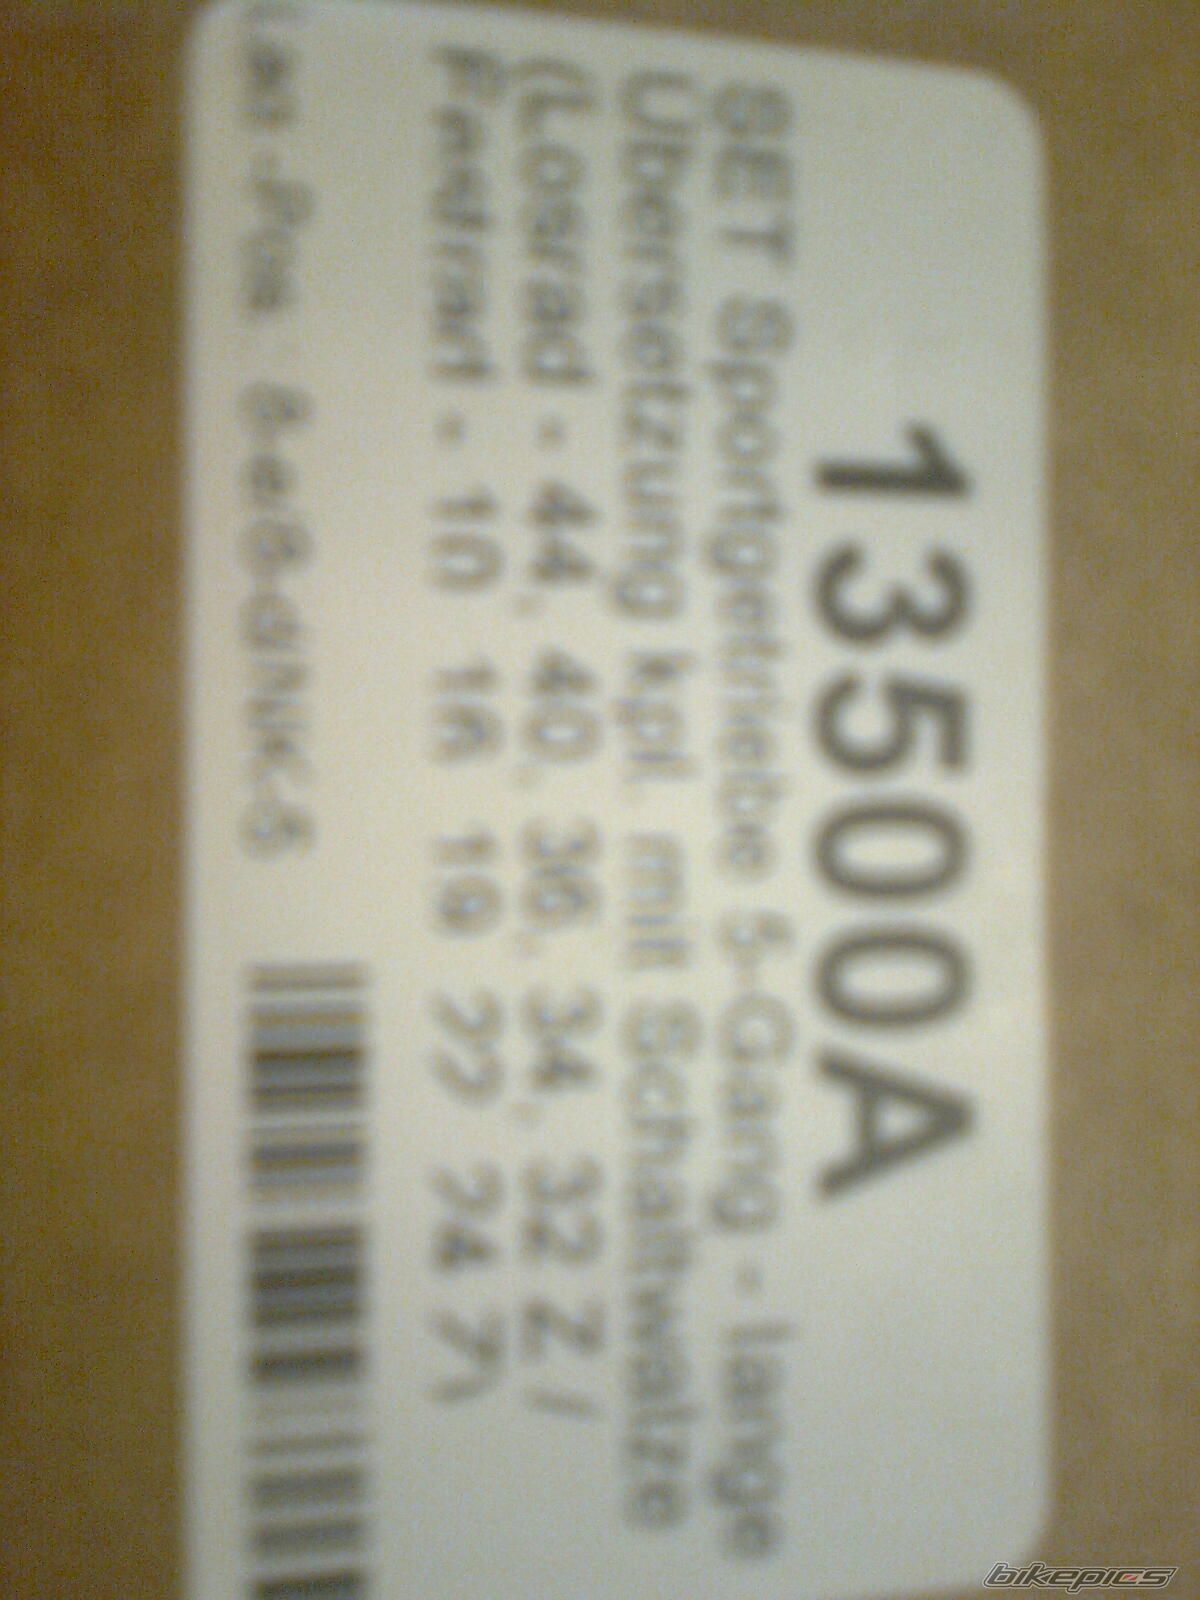 13500A
SET Sportgetriebe 5-Gang - lange
Übersetzung kpl. mit Schaltwalze
(Losrad - 44, 40, 36, 34, 32 Z /
Festrad - 10 16 19 22 24 Z)
bikepics